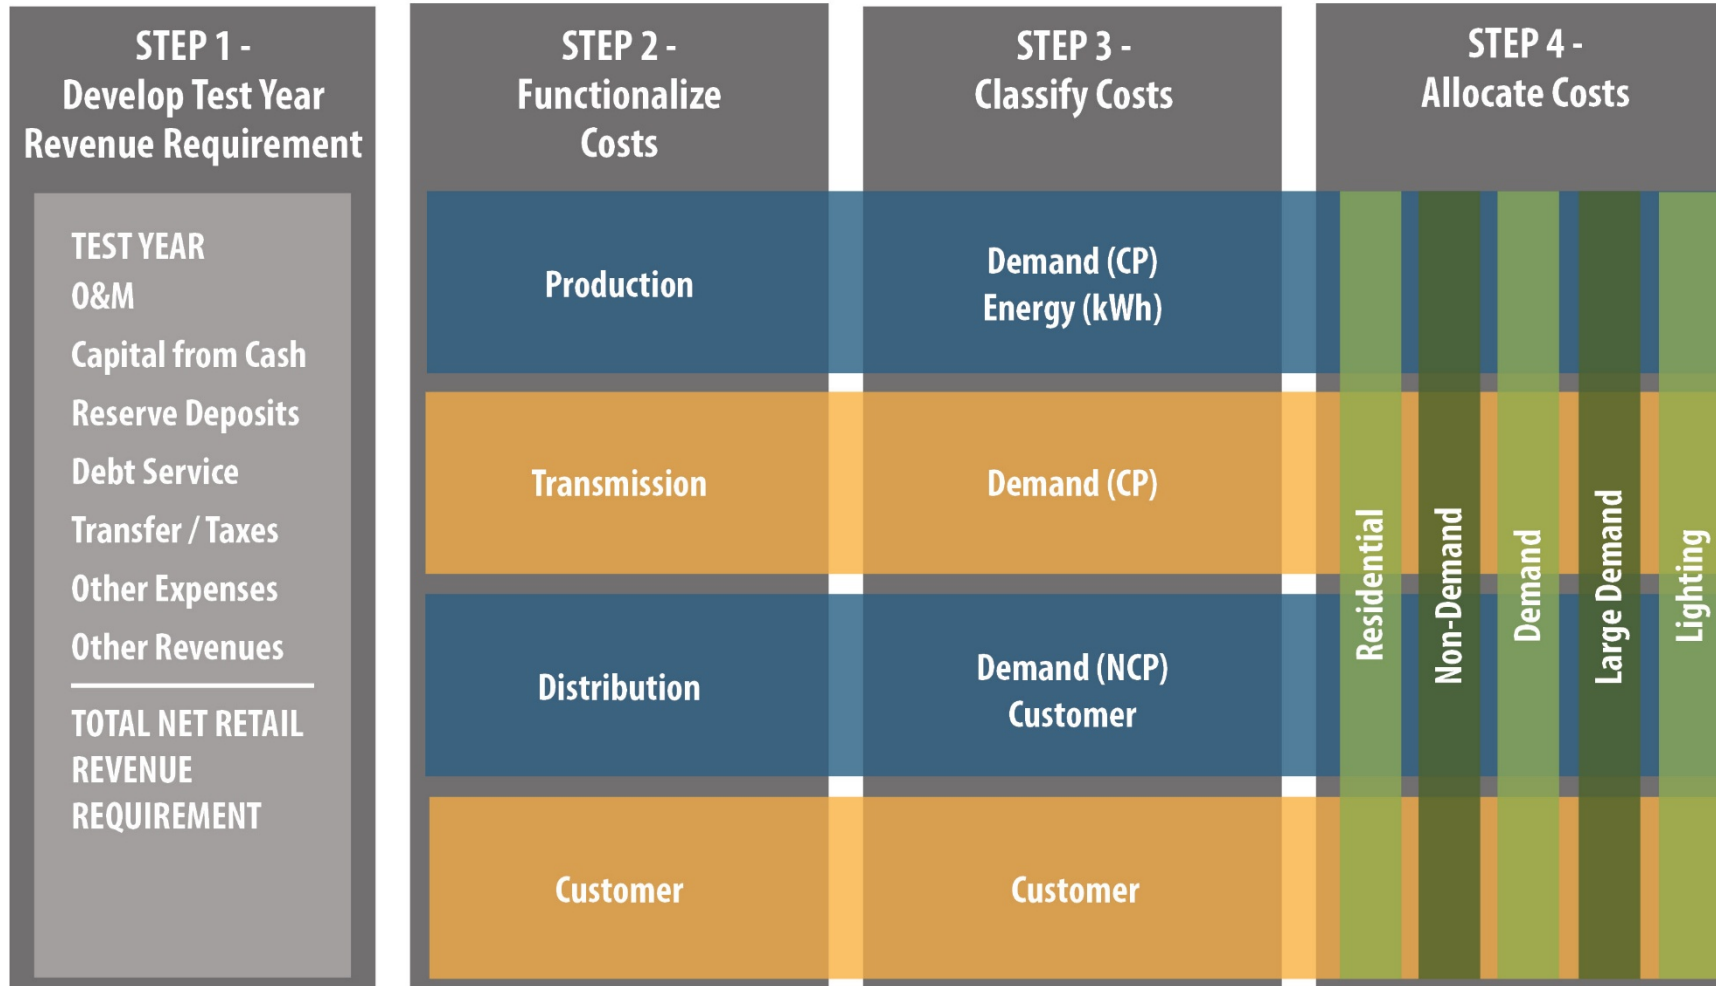 STEP 1 -
Develop Test Year
Revenue Requirement
TEST YEAR
O&M
Capital from Cash
Reserve Deposits
Debt Service
Transfer / Taxes
Other Expenses
Other Revenues
TOTAL NET RETAIL
REVENUE
REQUIREMENT
STEP 2 -
Functionalize
Costs
Production
Transmission
Distribution
Customer
STEP 3 -
Classify Costs
Demand (CP)
Energy (kWh)
Demand (CP)
Demand (NCP)
Customer
Customer
STEP 4 -
Allocate Costs
Residential
Non-Demand
Demand
Large Demand
Lighting